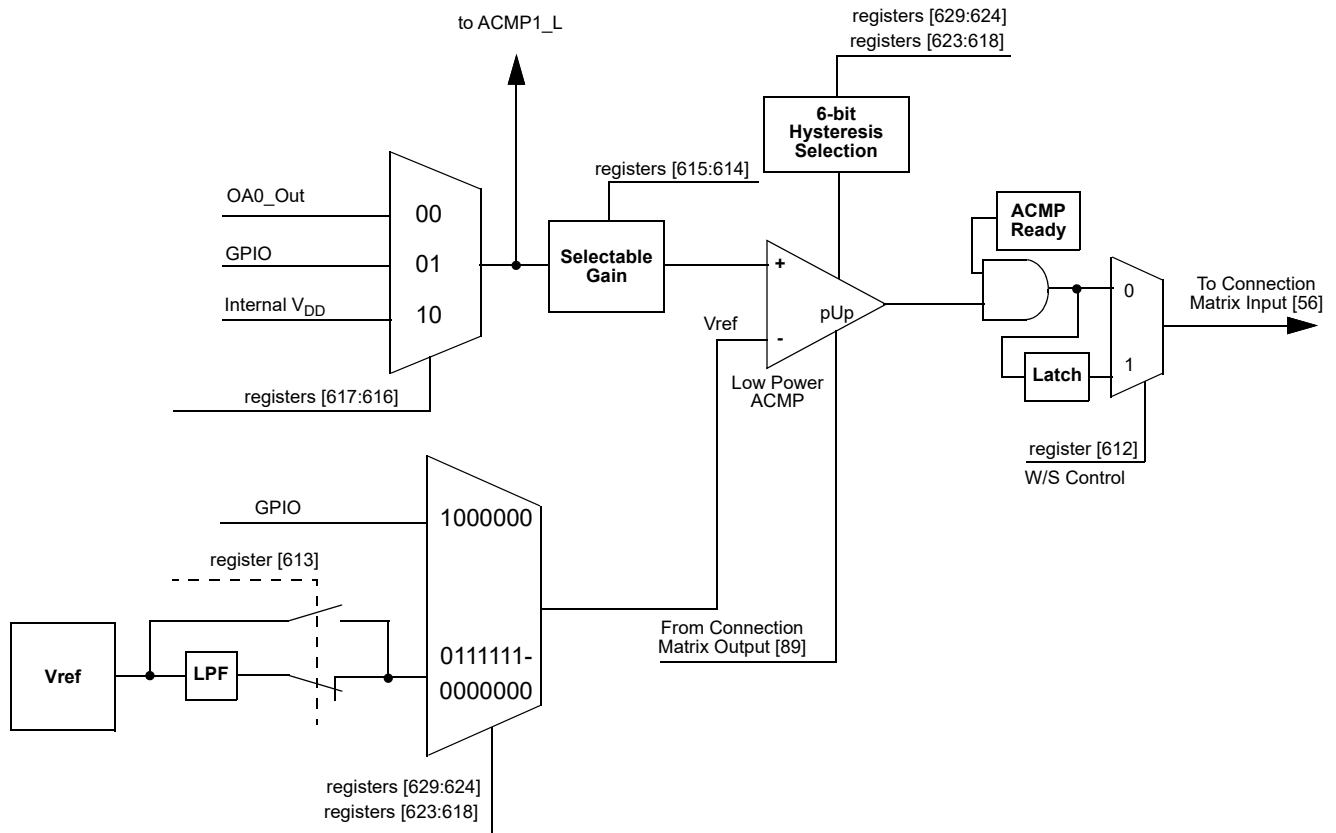 to ACMP1_L
registers [629:624]
registers [623:618]
6-bit
Hysteresis
Selection
registers [615:614]
OA0_Out
00
GPIO
01
Internal VDD
10
Selectable
Gain
ACMP
Ready
+
pUp
Vref
-
Low Power
ACMP
0
To Connection
Matrix Input [56]
Latch
1
registers [617:616]
register [612]
W/S Control
GPIO
1000000
register [613]
Vref
LPF
0111111-
0000000
From Connection
Matrix Output [89]
registers [629:624]
registers [623:618]